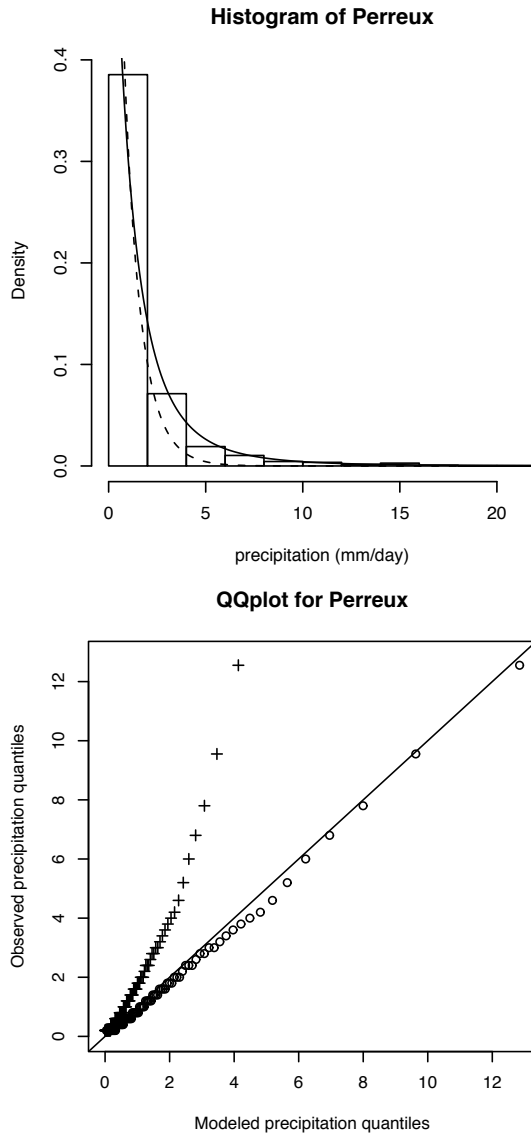 Histogram of Perreux
0.4
0.3
0.2
0.1
0.0
Density
0 5 10 15 20
precipitation (mm/day)
QQplot for Perreux
12
10
8
6
4
2
0
Observed precipitation quantiles
0 2 4 6 8 10 12
Modeled precipitation quantiles